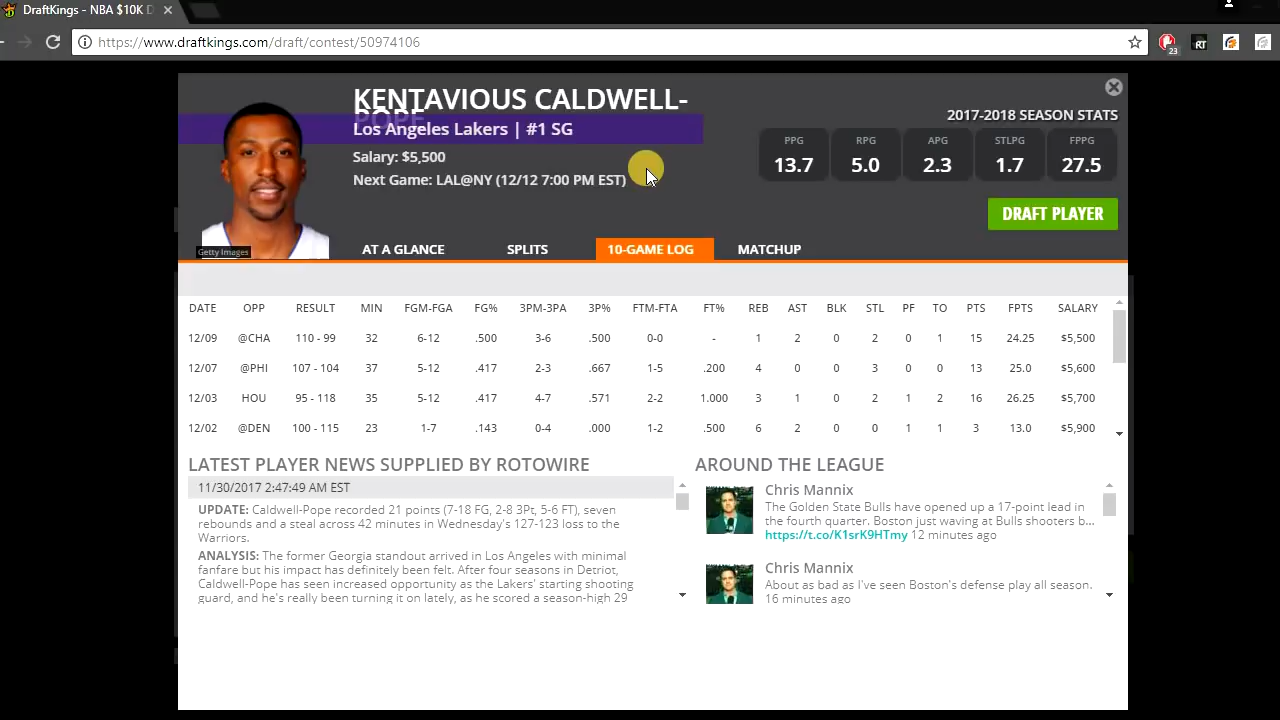 DraftKings - NBA $10K D
https://www.draftkings.com/draft/contest/50974106
23
RT
KENTAVIOUS CALDWELL-
POPE
Los Angeles Lakers | #1 SG
Salary: $5,500
Next Game: LAL@NY (12/12 7:00 PM EST)
2017-2018 SEASON STATS
PPG RPG APG STLPG FPPG
13.7 5.0 2.3 1.7 27.5
DRAFT PLAYER
Getty Images
AT A GLANCE SPLITS 10-GAME LOG MATCHUP
DATE OPP RESULT MIN FGM-FGA FG% 3PM-3PA 3P% FTM-FTA FT% REB AST BLK STL PF TO PTS FPTS SALARY
12/09 @CHA 110 - 99 32 6-12 .500 3-6 .500 0-0 - 1 2 0 2 0 1 15 24.25 $5,500
12/07 @PHI 107 - 104 37 5-12 .417 2-3 .667 1-5 .200 4 0 0 3 0 0 13 25.0 $5,600
12/03 HOU 95 - 118 35 5-12 .417 4-7 .571 2-2 1.000 3 1 0 2 1 2 16 26.25 $5,700
12/02 @DEN 100 - 115 23 1-7 .143 0-4 .000 1-2 .500 6 2 0 0 1 1 3 13.0 $5,900
LATEST PLAYER NEWS SUPPLIED BY ROTOWIRE
11/30/2017 2:47:49 AM EST
UPDATE: Caldwell-Pope recorded 21 points (7-18 FG, 2-8 3Pt, 5-6 FT), seven
rebounds and a steal across 42 minutes in Wednesday's 127-123 loss to the
Warriors.
ANALYSIS: The former Georgia standout arrived in Los Angeles with minimal
fanfare but his impact has definitely been felt. After four seasons in Detriot,
Caldwell-Pope has seen increased opportunity as the Lakers' starting shooting
guard, and he's really been turning it on lately, as he scored a season-high 29
AROUND THE LEAGUE
Chris Mannix
The Golden State Bulls have opened up a 17-point lead in
the fourth quarter. Boston just waving at Bulls shooters b...
https://t.co/K1srK9HTmy 12 minutes ago
Chris Mannix
About as bad as I've seen Boston's defense play all season.
16 minutes ago